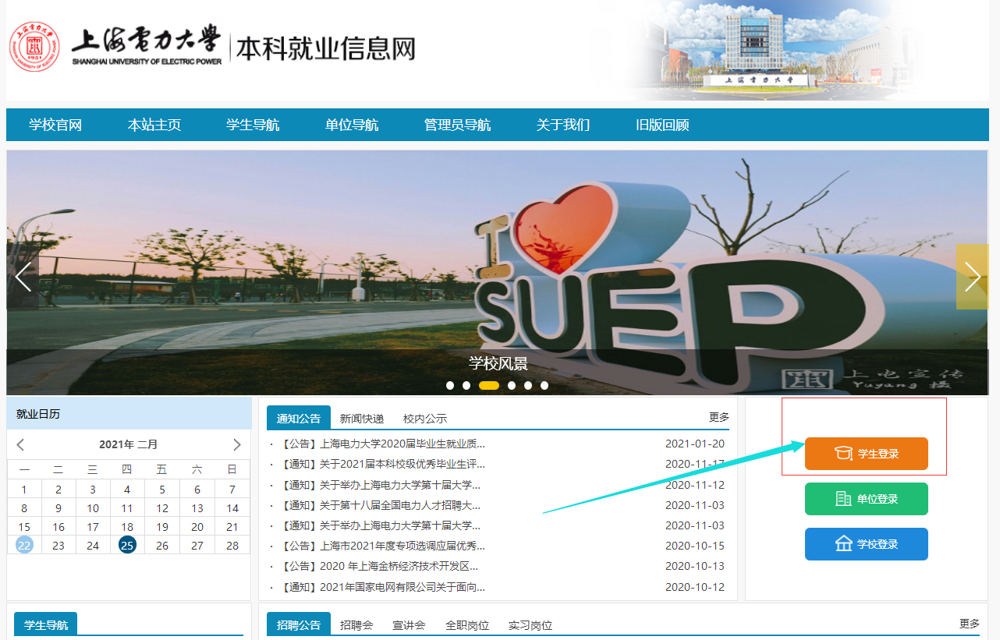 上海电力大学
SHANGHAI UNIVERSITY OF ELECTRIC POWER
本科就业信息网
1951
上海电力大学
学校官网 本站主页 学生导航 单位导航 管理员导航 关于我们 旧版回顾
I
SUEP
学校风景
上电宣传
Yuyang 摄
就业日历
2021年 二月
一 二 三 四 五 六 日
1 2 3 4 5 6 7
8 9 10 11 12 13 14
15 16 17 18 19 20 21
22 23 24 25 26 27 28
通知公告 新闻快递 校内公示 更多
· 【公告】上海电力大学2020届毕业生就业质... 2021-01-20
· 【通知】关于2021届本科校级优秀毕业生评... 2020-11-17
· 【通知】关于举办上海电力大学第十届大学... 2020-11-12
· 【通知】关于第十八届全国电力人才招聘大... 2020-11-03
· 【通知】关于举办上海电力大学第十届大学... 2020-11-03
· 【公告】上海市2021年度专项选调应届优秀... 2020-10-15
· 【公告】2020 年上海金桥经济技术开发区... 2020-10-13
· 【通知】2021年国家电网有限公司关于面向... 2020-10-12
学生登录
单位登录
学校登录
学生导航
招聘公告 招聘会 宣讲会 全职岗位 实习岗位 更多